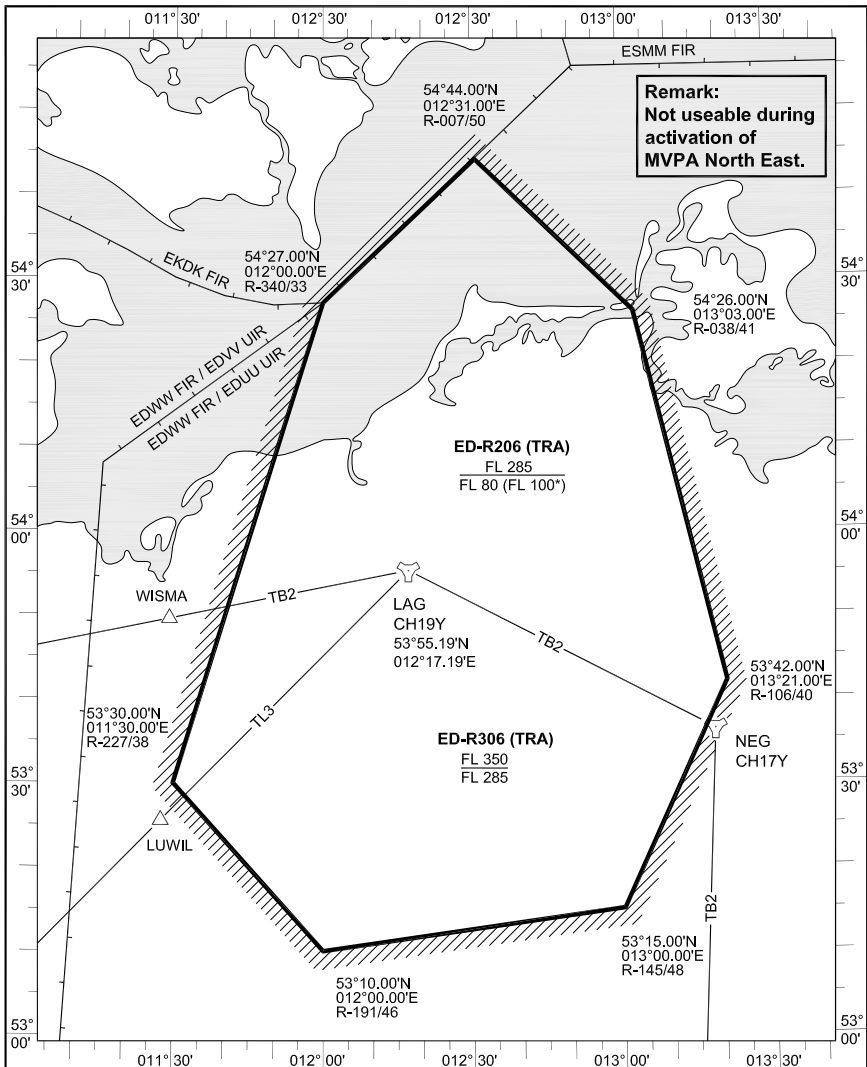 011°30'
012°00'
012°30'
013°00'
013°30'
ESMM FIR
Remark:
Not useable during
activation of
MVPA North East.
54°44.00'N
012°31.00'E
R-007/50
54°
30'
EKDK FIR
54°27.00'N
012°00.00'E
R-340/33
54°
30'
54°26.00'N
013°03.00'E
R-038/41
EDWW FIR / EDVV UIR
EDWW FIR / EDUU UIR
ED-R206 (TRA)
FL 285
FL 80 (FL 100*)
54°
00'
54°
00'
WISMA
TB2
LAG
CH19Y
53°55.19'N
012°17.19'E
TB2
53°42.00'N
013°21.00'E
R-106/40
53°30.00'N
011°30.00'E
R-227/38
TL3
ED-R306 (TRA)
FL 350
FL 285
NEG
CH17Y
53°
30'
53°
30'
LUWIL
TB2
53°15.00'N
013°00.00'E
R-145/48
53°10.00'N
012°00.00'E
R-191/46
53°
00'
53°
00'
011°30'
012°00'
012°30'
013°00'
013°30'